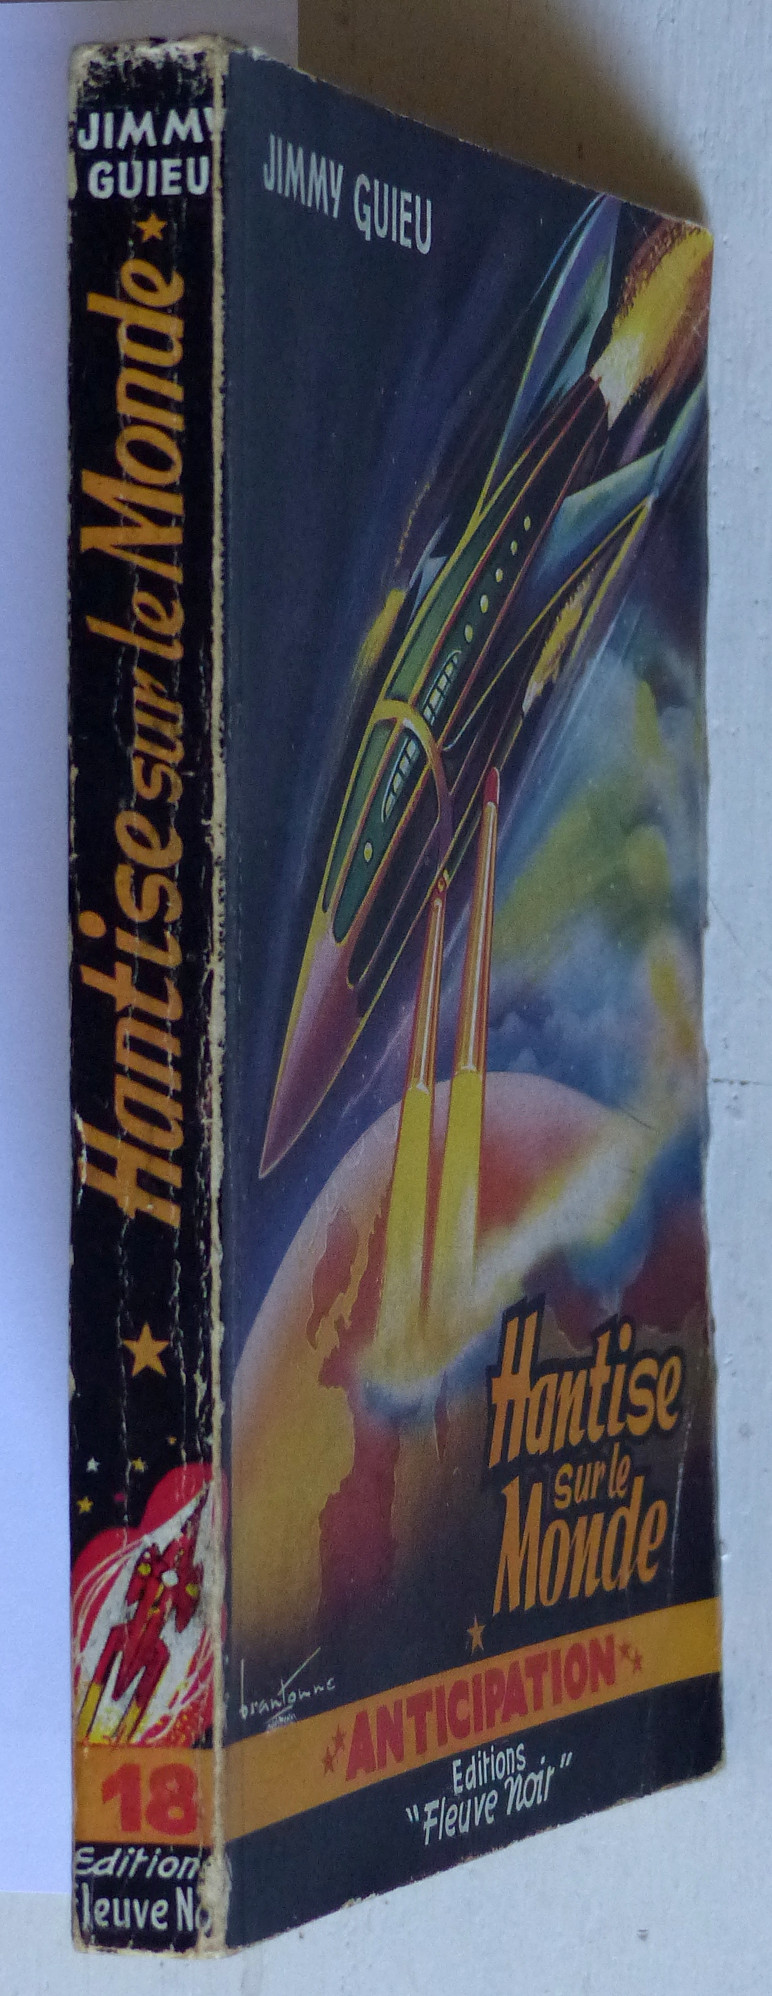 JIMMY
GUIEU
Hantise sur le Monde
18
Edition
leuve No
JIMMY GUIEU
Hantise
sur le
Monde
brantonne
ANTICIPATION
Editions
"Fleuve noir"